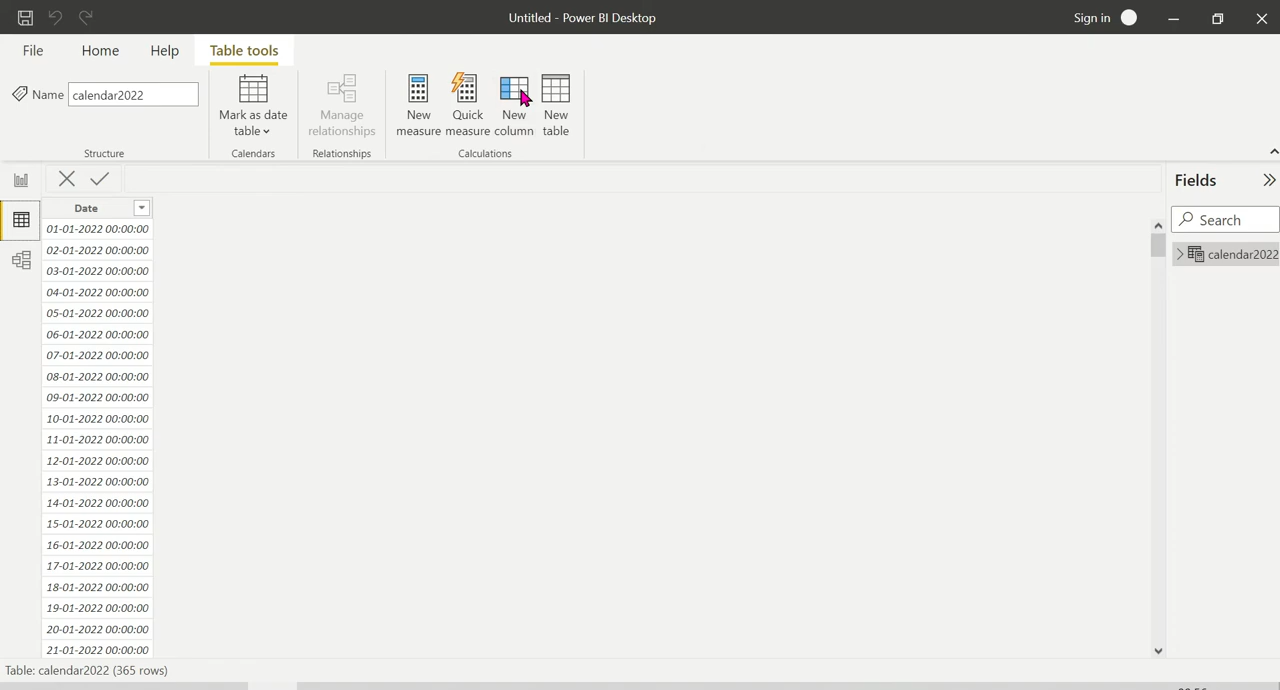 Untitled - Power BI Desktop
Sign in
File
Home
Help
Table tools
Name
calendar2022
Mark as date
table
Manage
relationships
New
measure
Quick
measure
New
column
New
table
Structure
Calendars
Relationships
Calculations
Fields
Search
calendar2022
Date
01-01-2022 00:00:00
02-01-2022 00:00:00
03-01-2022 00:00:00
04-01-2022 00:00:00
05-01-2022 00:00:00
06-01-2022 00:00:00
07-01-2022 00:00:00
08-01-2022 00:00:00
09-01-2022 00:00:00
10-01-2022 00:00:00
11-01-2022 00:00:00
12-01-2022 00:00:00
13-01-2022 00:00:00
14-01-2022 00:00:00
15-01-2022 00:00:00
16-01-2022 00:00:00
17-01-2022 00:00:00
18-01-2022 00:00:00
19-01-2022 00:00:00
20-01-2022 00:00:00
21-01-2022 00:00:00
Table: calendar2022 (365 rows)